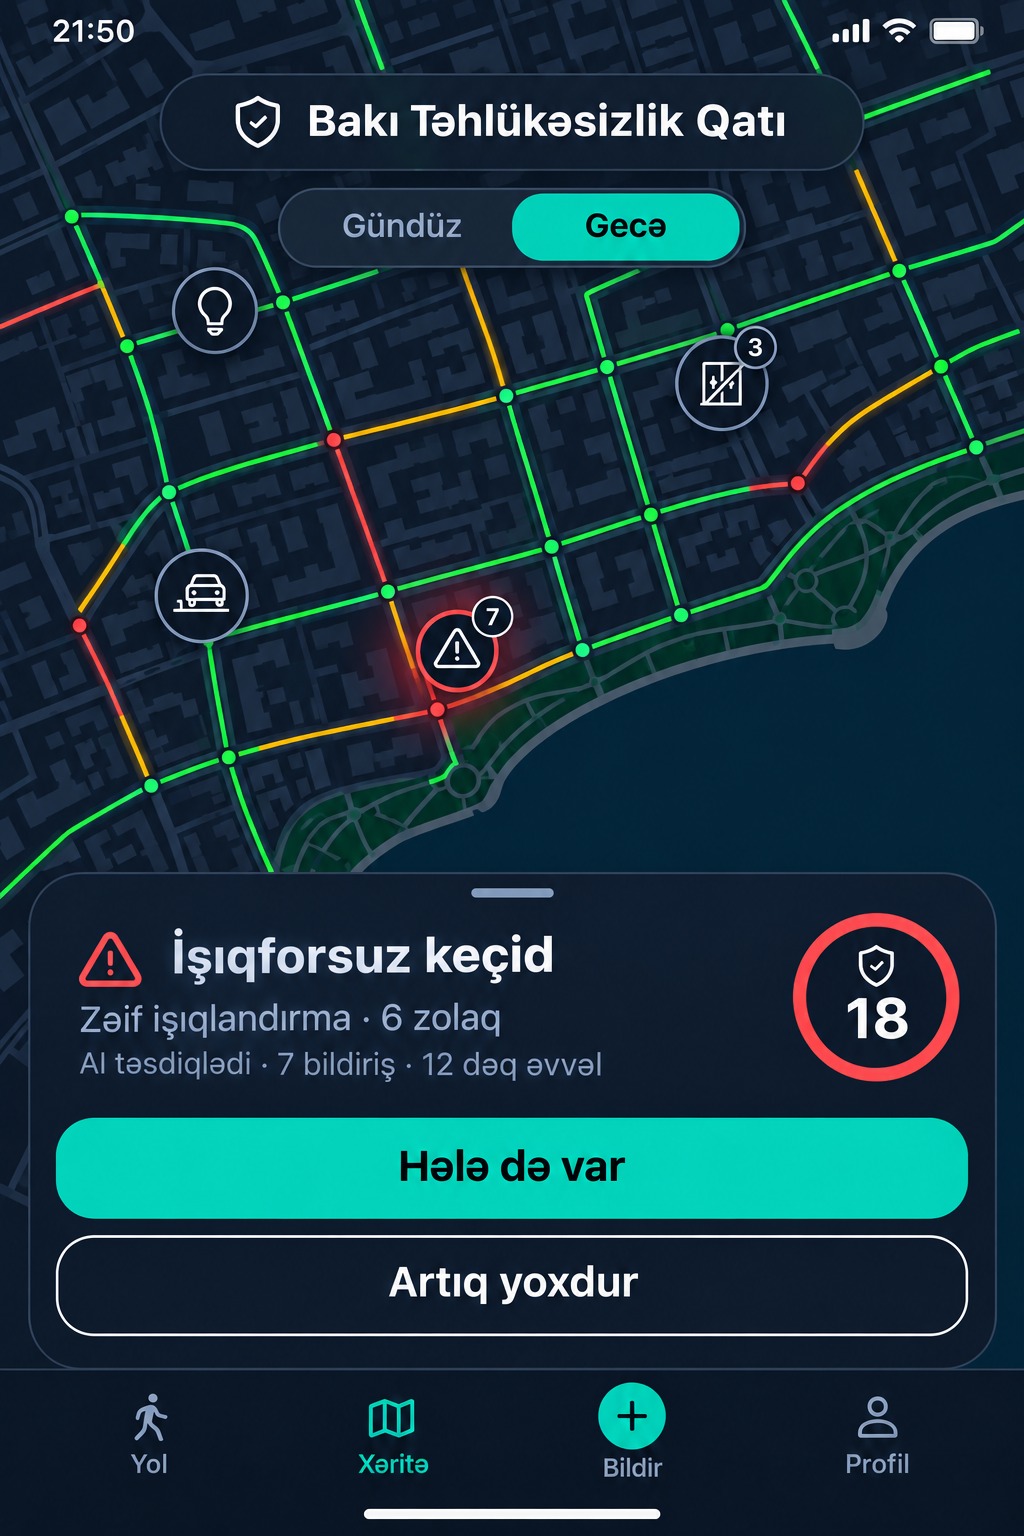 21:50
Bakı Təhlükəsizlik Qatı
Gündüz
Gecə
3
7
İşıqforsuz keçid
Zəif işıqlandırma · 6 zolaq
AI təsdiqlədi · 7 bildiriş · 12 dəq əvvəl
18
Hələ də var
Artıq yoxdur
Yol
Xəritə
Bildir
Profil